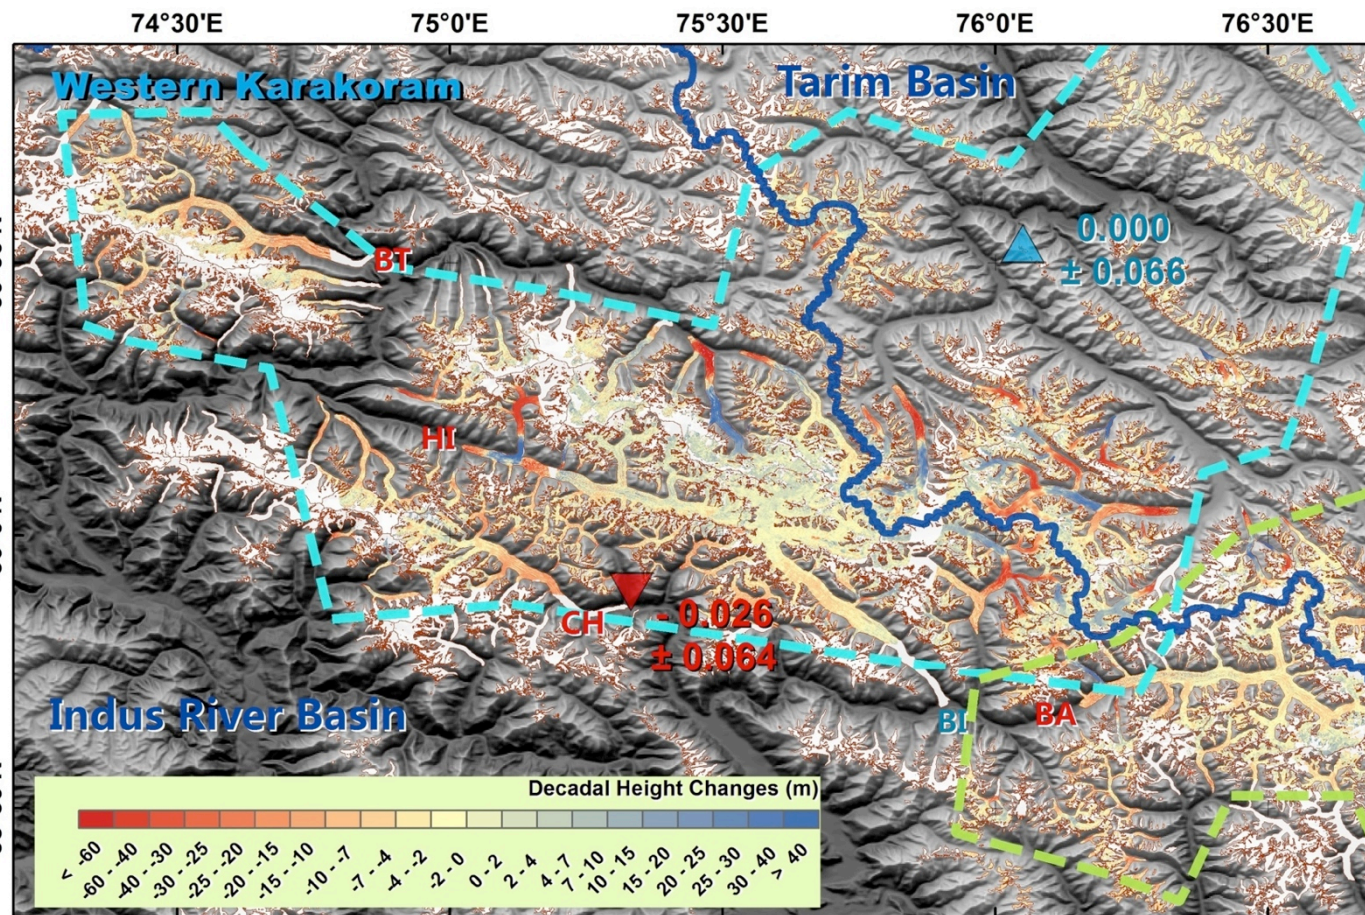 74°30'E 75°0'E 75°30'E 76°0'E 76°30'E
Western Karakoram
Tarim Basin
0.000
± 0.066
BT
HI
CH
- 0.026
± 0.064
BI
BA
Indus River Basin
Decadal Height Changes (m)
< -60 -60 - -40 -40 - -30 -30 - -25 -25 - -20 -20 - -15 -15 - -10 -10 - -7 -7 - -4 -4 - -2 -2 - 0 0 - 2 2 - 4 4 - 7 7 - 10 10 - 15 15 - 20 20 - 25 25 - 30 30 - 40 > 40